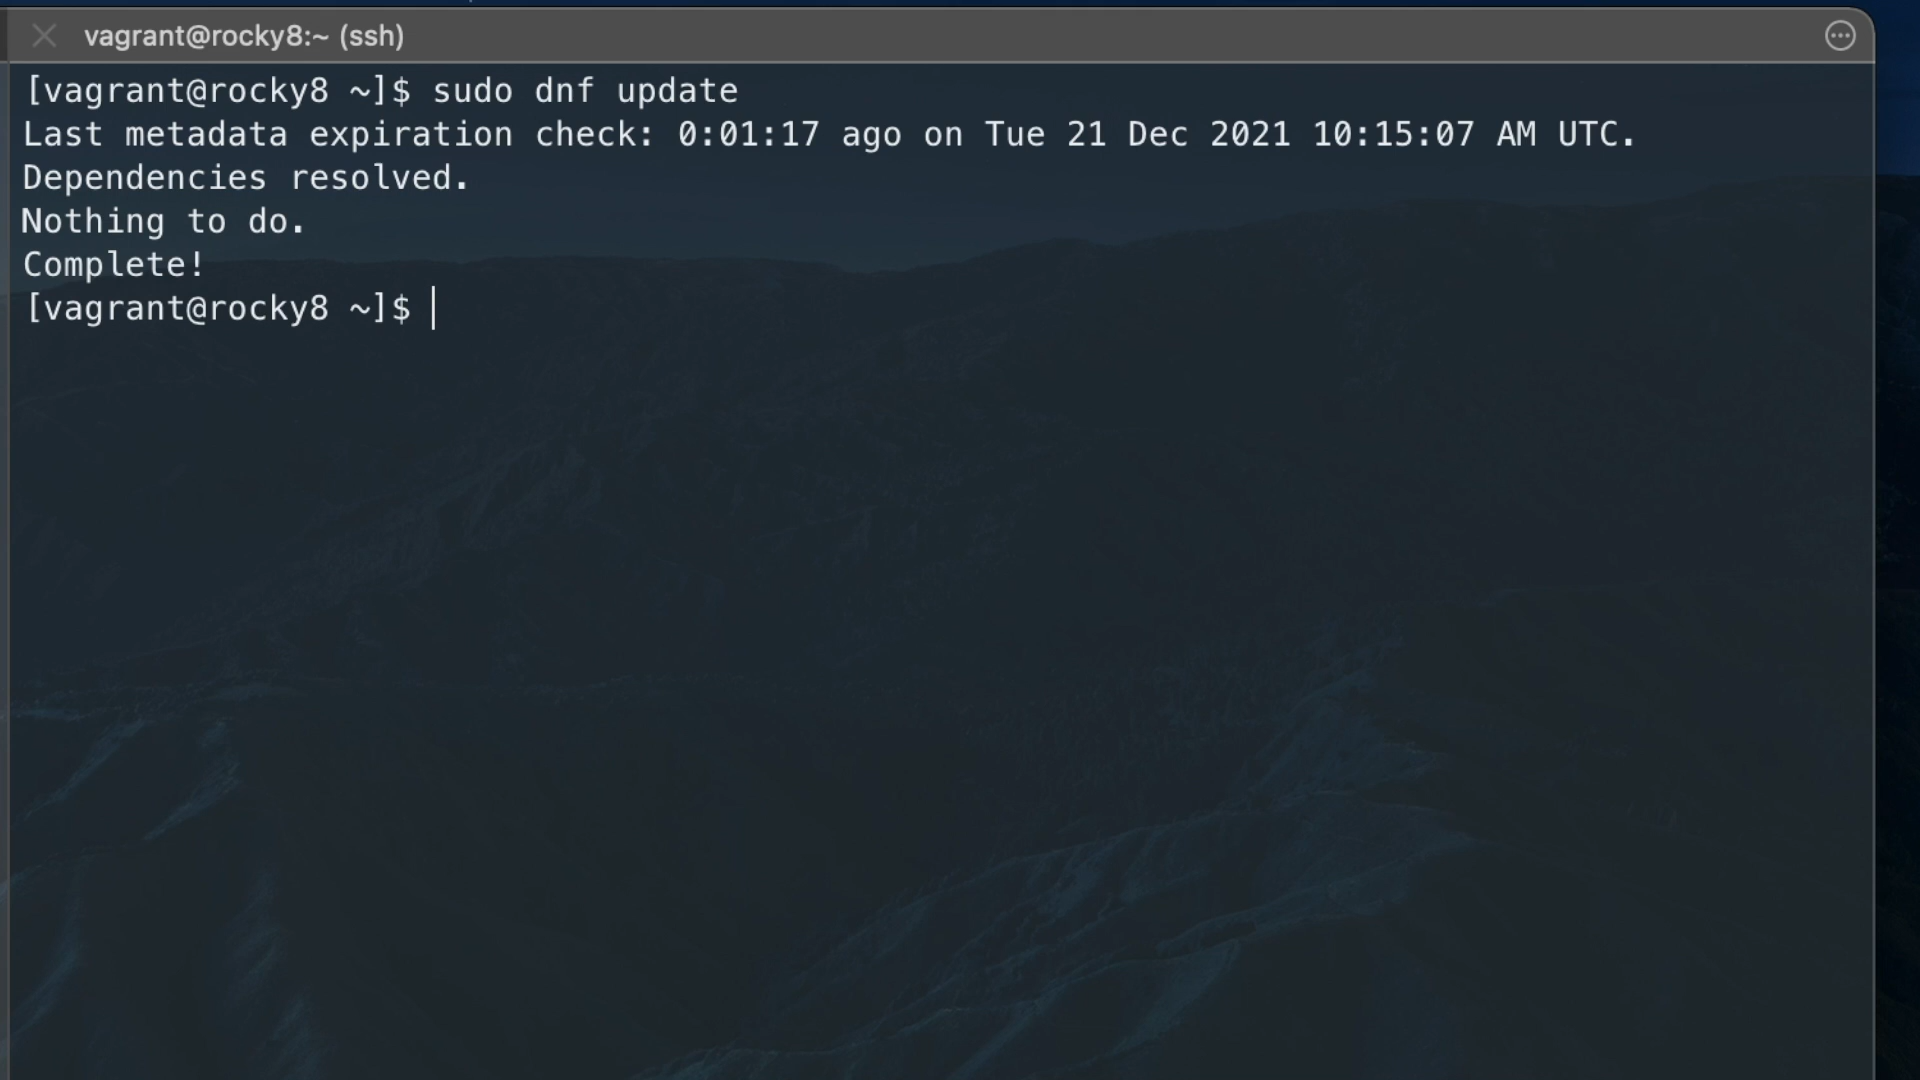 vagrant@rocky8:~ (ssh)
[vagrant@rocky8 ~]$ sudo dnf update
Last metadata expiration check: 0:01:17 ago on Tue 21 Dec 2021 10:15:07 AM UTC.
Dependencies resolved.
Nothing to do.
Complete!
[vagrant@rocky8 ~]$